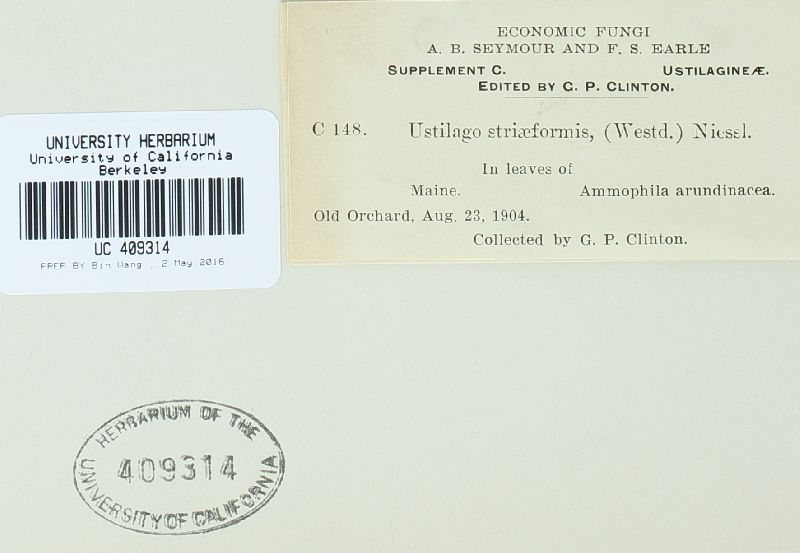 ECONOMIC FUNGI
A. B. SEYMOUR AND F. S. EARLE
SUPPLEMENT C. USTILAGINEÆ.
EDITED BY G. P. CLINTON.
C 148. Ustilago striæformis, (Westd.) Niessl.
In leaves of
Maine. Ammophila arundinacea.
Old Orchard, Aug. 23, 1904.
Collected by G. P. Clinton.
UNIVERSITY HERBARIUM
University of California
Berkeley
UC 409314
PREP BY Bin Wang , 2 May 2016
HERBARIUM OF THE
409314
UNIVERSITY OF CALIFORNIA